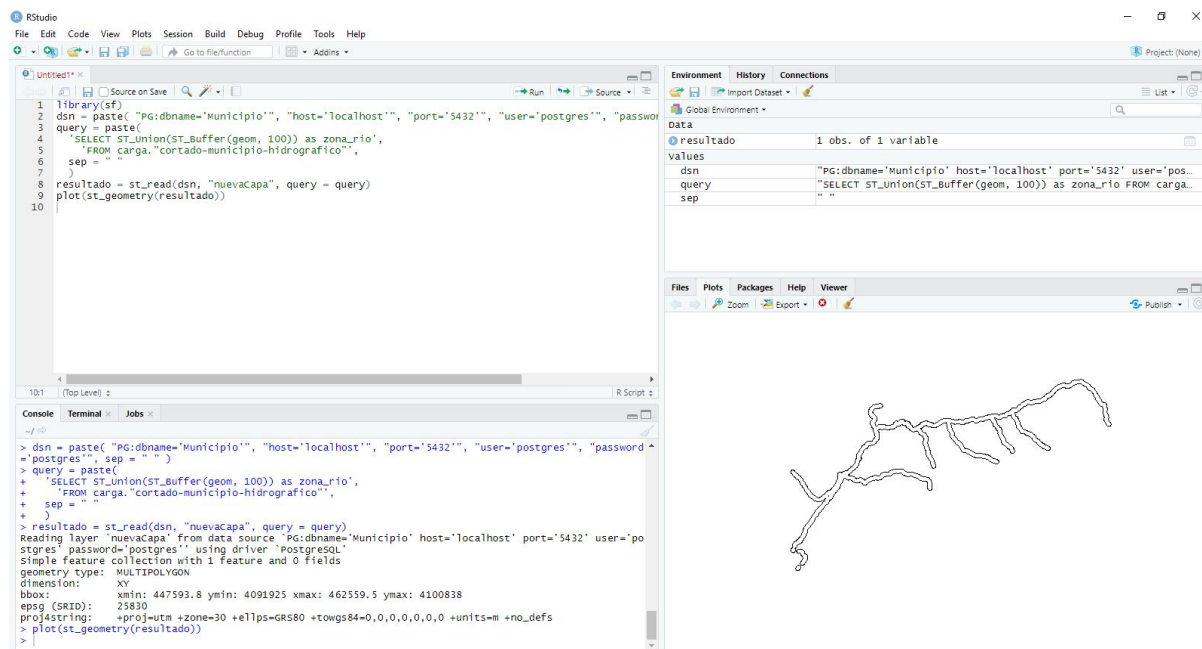 RStudio
File Edit Code View Plots Session Build Debug Profile Tools Help
Go to file/function Addins Project: (None)
Untitled1*
Source on Save Run Source
1 library(sf)
2 dsn = paste( "PG:dbname='Municipio'", "host='localhost'", "port='5432'", "user='postgres'", "passwor
3 query = paste(
4 'SELECT ST_Union(ST_Buffer(geom, 100)) as zona_rio',
5 'FROM carga."cortado-municipio-hidrografico"',
6 sep = " "
7 )
8 resultado = st_read(dsn, "nuevaCapa", query = query)
9 plot(st_geometry(resultado))
10
10:1 (Top Level) R Script
Console Terminal Jobs
~/
> dsn = paste( "PG:dbname='Municipio'", "host='localhost'", "port='5432'", "user='postgres'", "password
='postgres'", sep = " " )
> query = paste(
+ 'SELECT ST_Union(ST_Buffer(geom, 100)) as zona_rio',
+ 'FROM carga."cortado-municipio-hidrografico"',
+ sep = " "
+ )
> resultado = st_read(dsn, "nuevaCapa", query = query)
Reading layer `nuevaCapa' from data source `PG:dbname='Municipio' host='localhost' port='5432' user='po
stgres' password='postgres'' using driver `PostgreSQL'
Simple feature collection with 1 feature and 0 fields
geometry type: MULTIPOLYGON
dimension: XY
bbox: xmin: 447593.8 ymin: 4091925 xmax: 462559.5 ymax: 4100838
epsg (SRID): 25830
proj4string: +proj=utm +zone=30 +ellps=GRS80 +towgs84=0,0,0,0,0,0,0 +units=m +no_defs
> plot(st_geometry(resultado))
>
Environment History Connections
Import Dataset List
Global Environment
Data
resultado 1 obs. of 1 variable
Values
dsn "PG:dbname='Municipio' host='localhost' port='5432' user='pos…
query "SELECT ST_Union(ST_Buffer(geom, 100)) as zona_rio FROM carga…
sep " "
Files Plots Packages Help Viewer
Zoom Export Publish